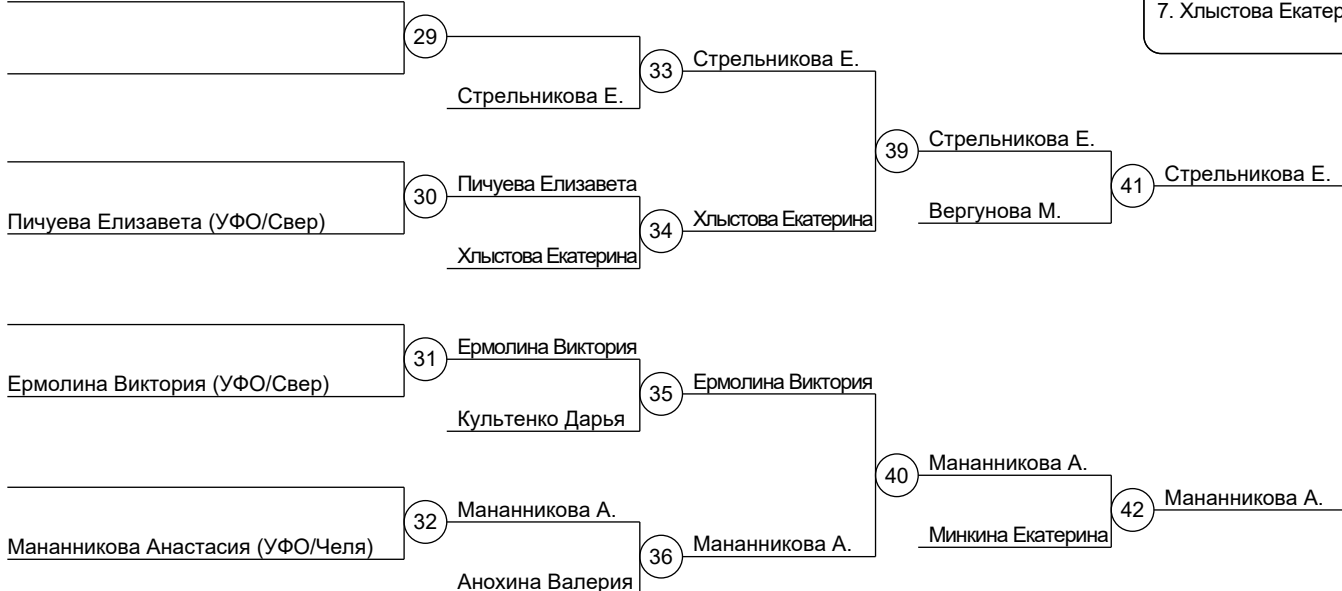 7. Хлыстова Екатер
29
33
Стрельникова Е.
Стрельникова Е.
39
Стрельникова Е.
30
Пичуева Елизавета
41
Стрельникова Е.
Пичуева Елизавета (УФО/Свер)
34
Хлыстова Екатерина
Вергунова М.
Хлыстова Екатерина
31
Ермолина Виктория
Ермолина Виктория (УФО/Свер)
35
Ермолина Виктория
Культенко Дарья
40
Мананникова А.
32
Мананникова А.
42
Мананникова А.
Мананникова Анастасия (УФО/Челя)
36
Мананникова А.
Минкина Екатерина
Анохина Валерия